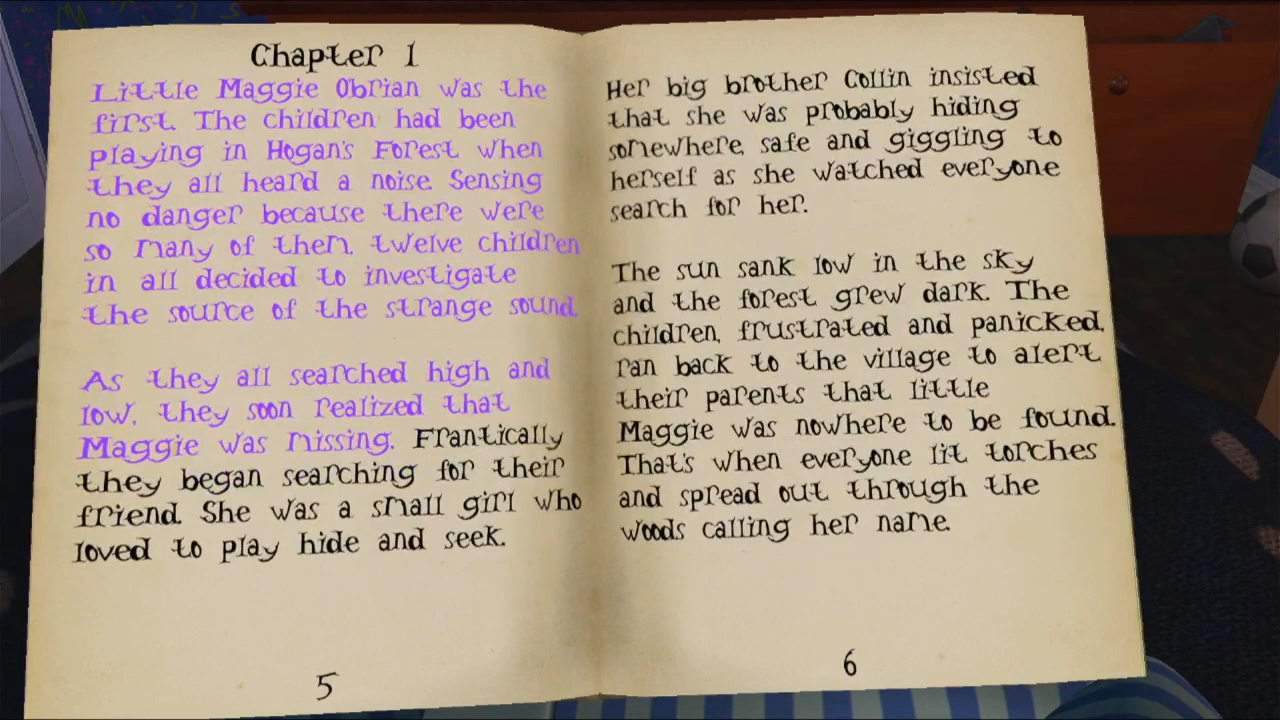 Chapter 1
Little Maggie Obrian was the
first. The children had been
playing in Hogan's Forest when
they all heard a noise. Sensing
no danger because there were
so many of them, twelve children
in all decided to investigate
the source of the strange sound.
As they all searched high and
low, they soon realized that
Maggie was missing. Frantically
they began searching for their
friend. She was a small girl who
loved to play hide and seek.
5
Her big brother Collin insisted
that she was probably hiding
somewhere, safe and giggling to
herself as she watched everyone
search for her.
The sun sank low in the sky
and the forest grew dark. The
children, frustrated and panicked,
ran back to the village to alert
their parents that little
Maggie was nowhere to be found.
That's when everyone lit torches
and spread out through the
woods calling her name.
6